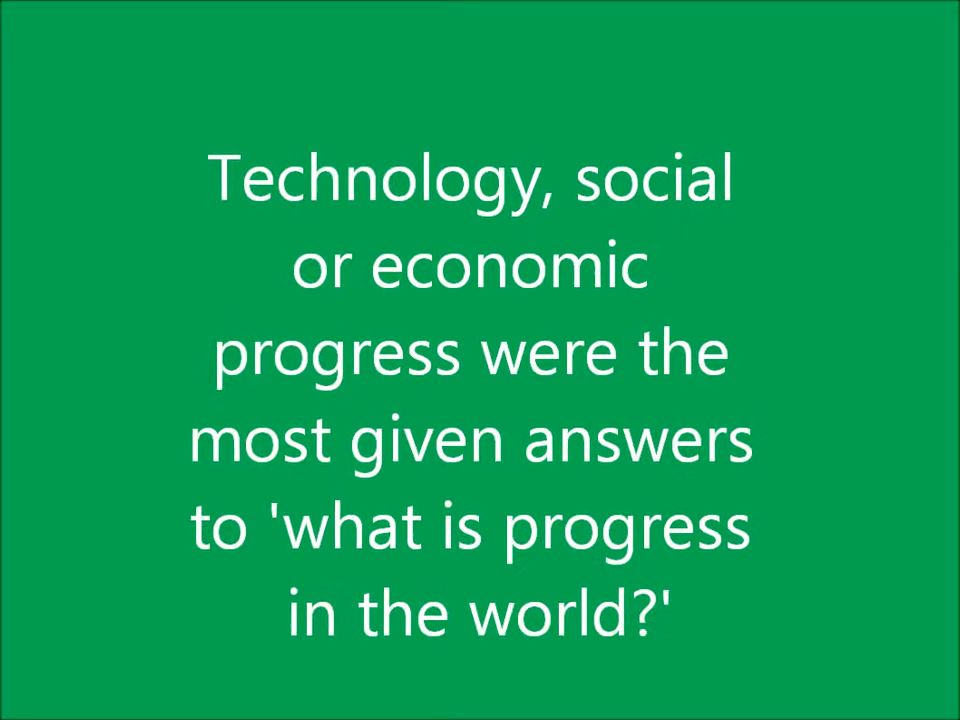 Technology, social
or economic
progress were the
most given answers
to 'what is progress
in the world?'